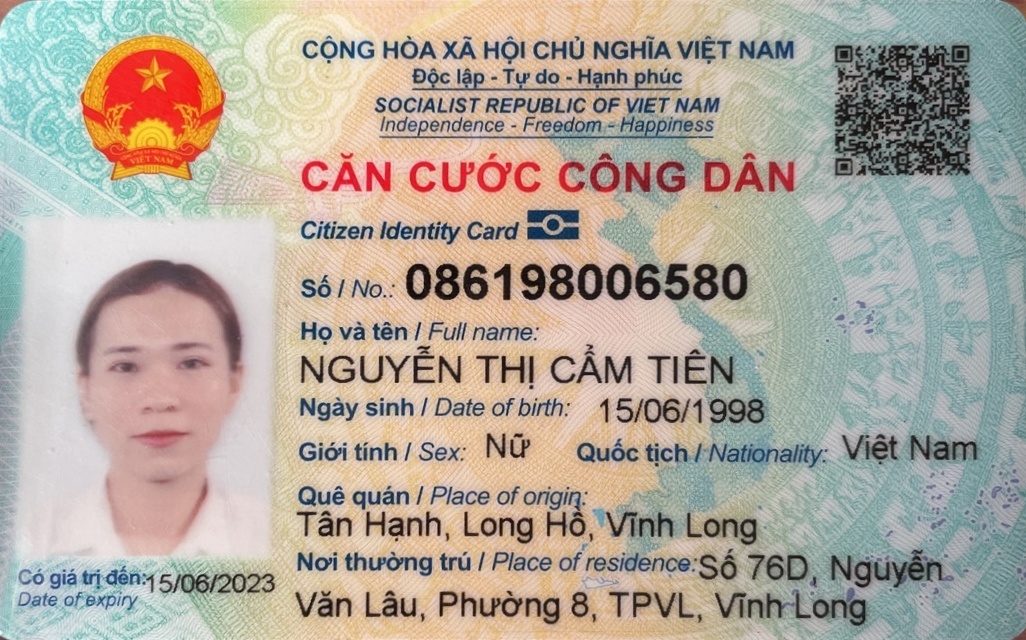 CỘNG HÒA XÃ HỘI CHỦ NGHĨA VIỆT NAM
Độc lập - Tự do - Hạnh phúc
SOCIALIST REPUBLIC OF VIET NAM
Independence - Freedom - Happiness
CĂN CƯỚC CÔNG DÂN
Citizen Identity Card
Số / No.: 086198006580
Họ và tên / Full name:
NGUYỄN THỊ CẨM TIÊN
Ngày sinh / Date of birth: 15/06/1998
Giới tính / Sex: Nữ Quốc tịch / Nationality: Việt Nam
Quê quán / Place of origin:
Tân Hạnh, Long Hồ, Vĩnh Long
Nơi thường trú / Place of residence: Số 76D, Nguyễn
Văn Lâu, Phường 8, TPVL, Vĩnh Long
Có giá trị đến: 15/06/2023
Date of expiry
VIỆT NAM